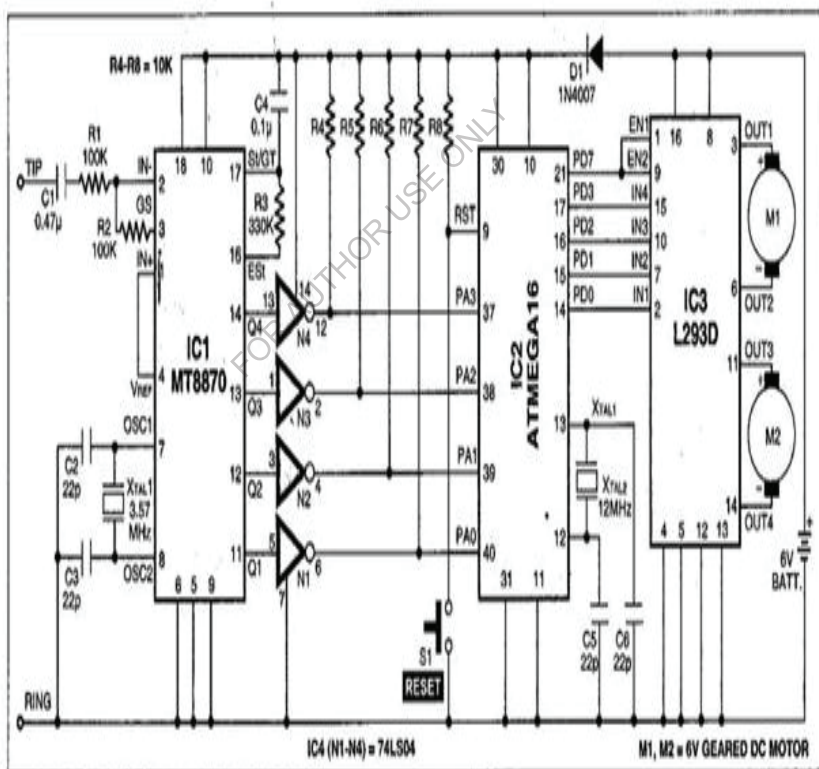 R4-R8 = 10K
C4
0.1µ
D1
1N4007
R4
R5
R6
R7
R8
TIP
C1
0.47µ
R1
100K
R2
100K
IN-
2
GS
3
IN+
1
VREF
4
OSC1
7
C2
22p
XTAL1
3.57
MHz
C3
22p
8
OSC2
18
10
IC1
MT8870
6
5
9
17
St/GT
R3
330K
16
ESt
14
Q4
13
14
N4
12
13
Q3
1
N3
2
12
Q2
3
N2
4
11
Q1
5
N1
6
7
RST
9
PA3
37
PA2
38
PA1
39
PA0
40
30
10
IC2
ATMEGA16
31
11
21
PD7
17
PD3
16
PD2
15
PD1
14
PD0
13
XTAL1
XTAL2
12MHz
12
C5
22p
C6
22p
EN1
1
EN2
9
IN4
15
IN3
10
IN2
7
IN1
2
16
8
IC3
L293D
4
5
12
13
3
OUT1
+
M1
-
6
OUT2
11
OUT3
+
M2
-
14
OUT4
+
6V
BATT.
S1
RESET
RING
IC4 (N1-N4) = 74LS04
M1, M2 = 6V GEARED DC MOTOR
FOR AUTHOR USE ONLY